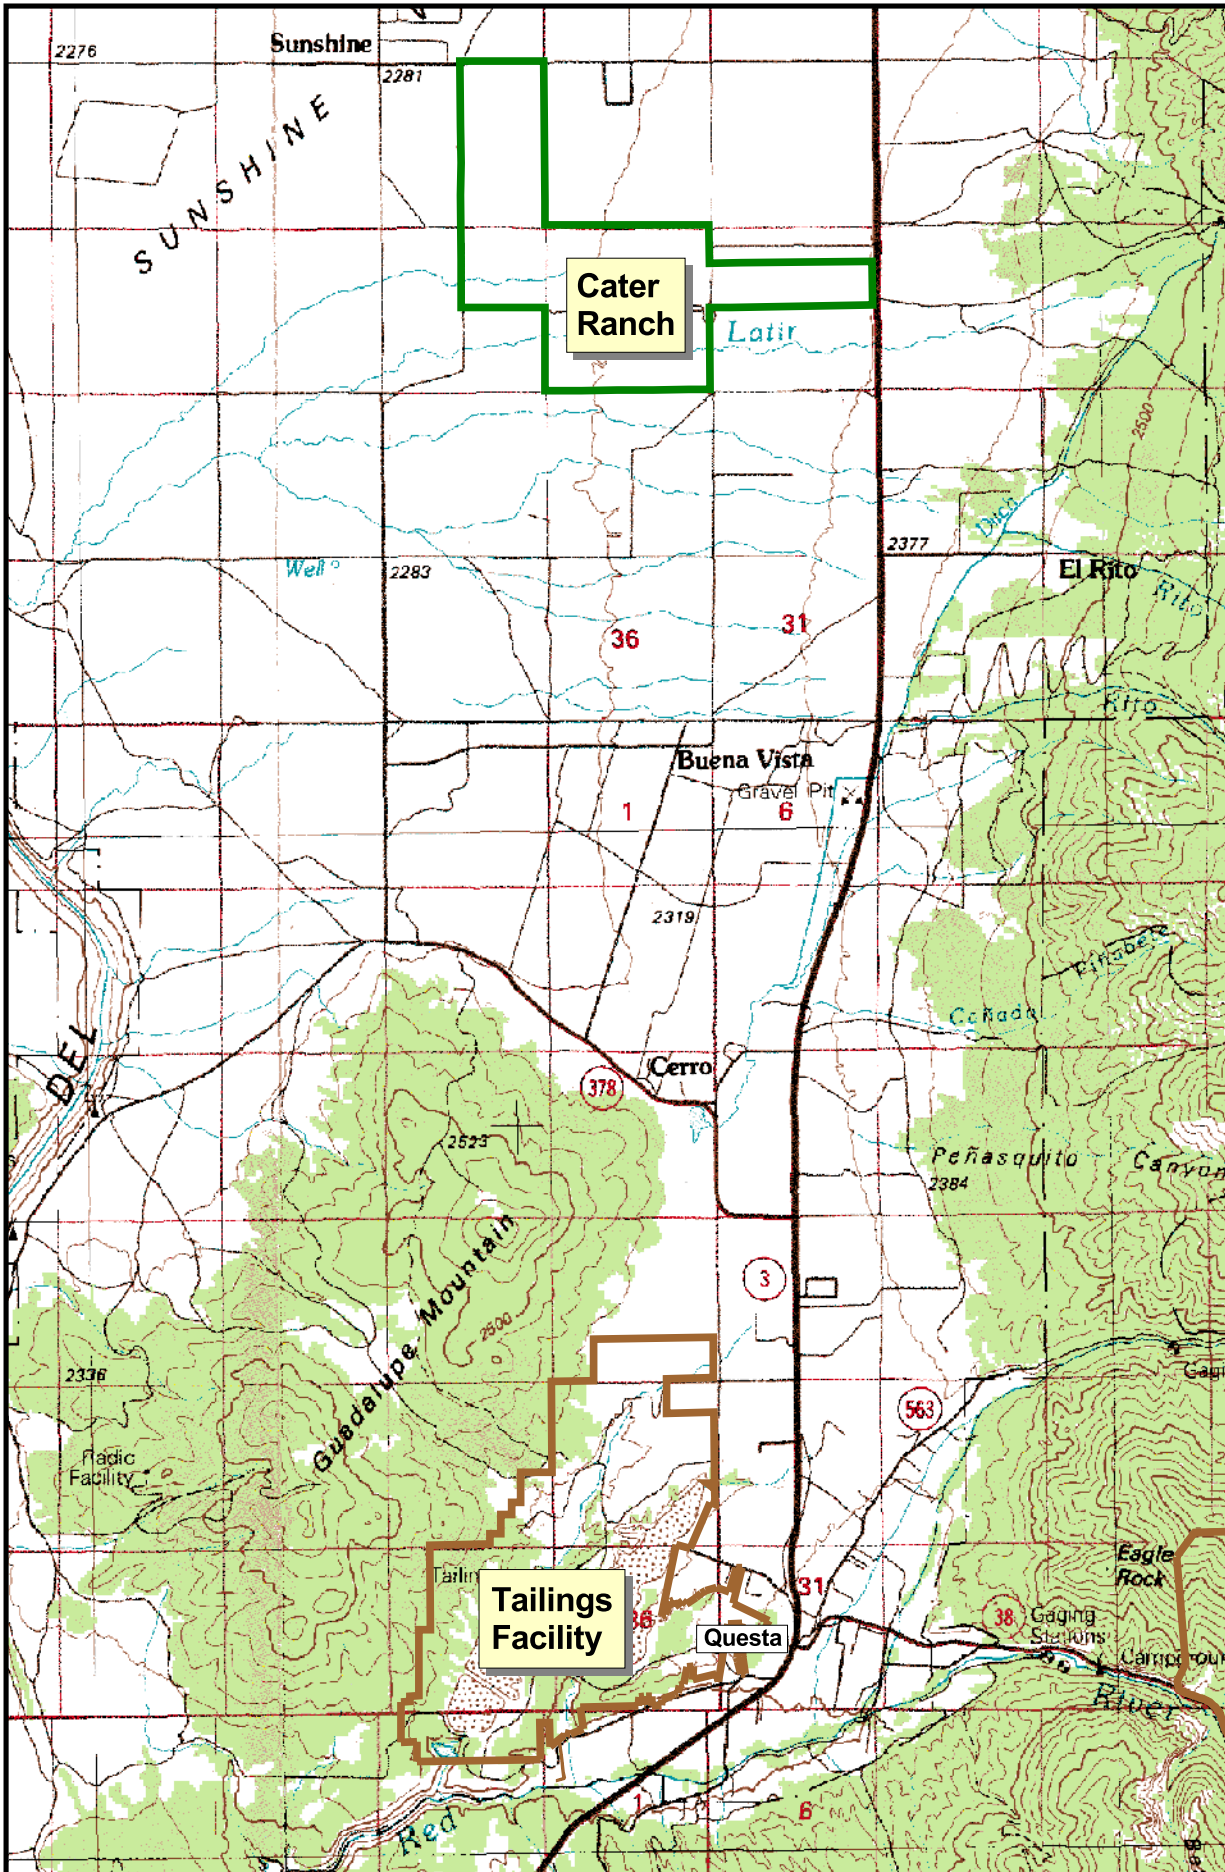 2276
Sunshine
2281
SUNSHINE
Cater
Ranch
Latir
2500
Ditch
2377
El Rito
Rito
Well
2283
36
31
Rito
Buena Vista
Gravel Pit
1
6
2319
Piñabete
Cañada
DEL
Cerro
378
2523
Peñasquito
Canyon
2384
Guadalupe Mountain
3
2500
2336
563
Radio
Facility
Eagle
Rock
31
Tailings
Facility
36
Questa
38
Gaging
Stations
River
1
6
Red